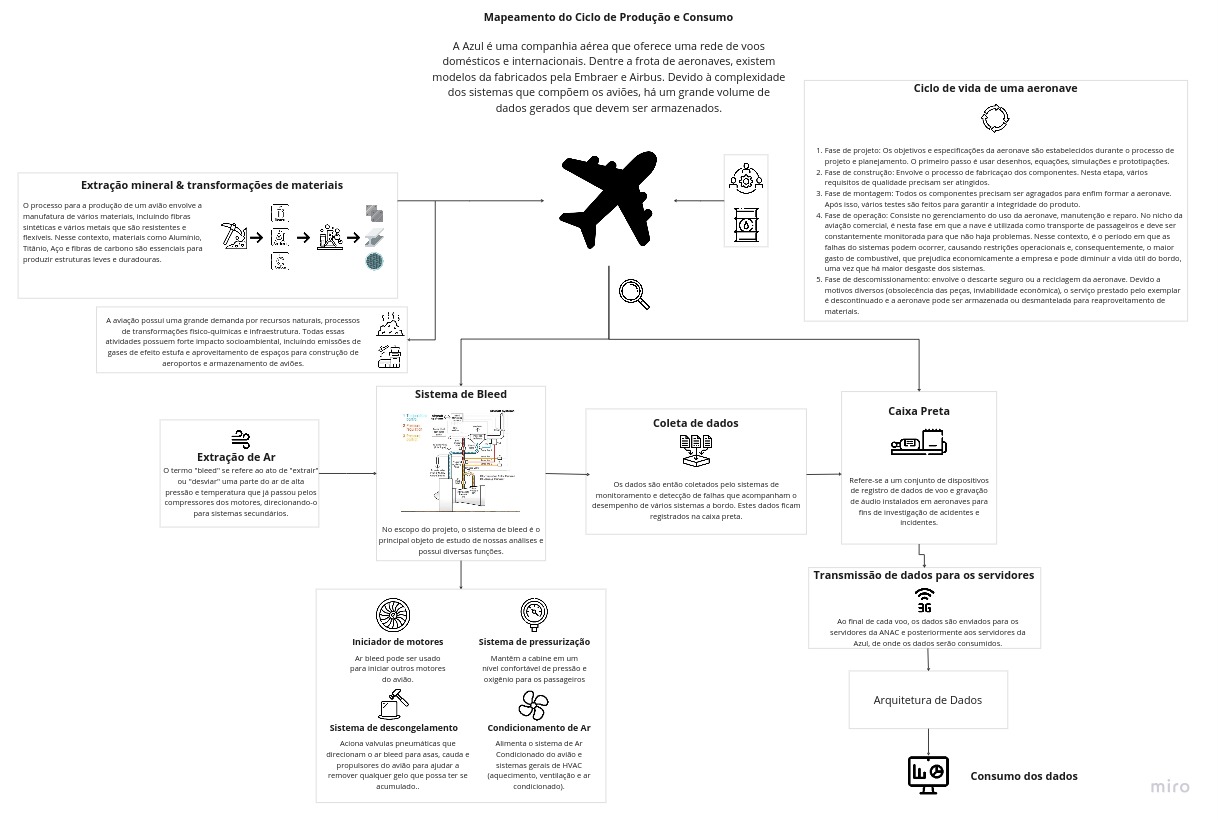 Mapeamento do Ciclo de Produção e Consumo
A Azul é uma companhia aérea que oferece uma rede de voos
domésticos e internacionais. Dentre a frota de aeronaves, existem
modelos da fabricados pela Embraer e Airbus. Devido à complexidade
dos sistemas que compõem os aviões, há um grande volume de
dados gerados que devem ser armazenados.
Ciclo de vida de uma aeronave
1. Fase de projeto: Os objetivos e especificações da aeronave são estabelecidos durante o processo de
projeto e planejamento. O primeiro passo é usar desenhos, equações, simulações e prototipações.
2. Fase de construção: Envolve o processo de fabricaçao dos componentes. Nesta etapa, vários
requisitos de qualidade precisam ser atingidos.
3. Fase de montagem: Todos os componentes precisam ser agragados para enfim formar a aeronave.
Após isso, vários testes são feitos para garantir a integridade do produto.
4. Fase de operação: Consiste no gerenciamento do uso da aeronave, manutenção e reparo. No nicho da
aviação comercial, é nesta fase em que a nave é utilizada como transporte de passageiros e deve ser
constantemente monitorada para que não haja problemas. Nesse contexto, é o período em que as
falhas do sistemas podem ocorrer, causando restrições operacionais e, consequentemente, o maior
gasto de combustível, que prejudica economicamente a empresa e pode diminuir a vida útil do bordo,
uma vez que há maior desgaste dos sistemas.
5. Fase de descomissionamento: envolve o descarte seguro ou a reciclagem da aeronave. Devido a
motivos diversos (obsolecência das peças, inviabilidade econômica), o serviço prestado pelo exemplar
é descontinuado e a aeronave pode ser armazenada ou desmantelada para reaproveitamento de
materiais.
Extração mineral & transformações de materiais
O processo para a produção de um avião envolve a
manufatura de vários materiais, incluindo fibras
sintéticas e vários metais que são resistentes e
flexíveis. Nesse contexto, materiais como Alumínio,
Titânio, Aço e fibras de carbono são essenciais para
produzir estruturas leves e duradouras.
A aviação possui uma grande demanda por recursos naturais, processos
de transformações físico-químicas e infraestrutura. Todas essas
atividades possuem forte impacto socioambiental, incluíndo emissões de
gases de efeito estufa e aproveitamento de espaços para construção de
aeroportos e armazenamento de aviões.
Extração de Ar
O termo "bleed" se refere ao ato de "extrair"
ou "desviar" uma parte do ar de alta
pressão e temperatura que já passou pelos
compressores dos motores, direcionando-o
para sistemas secundários.
Sistema de Bleed
No escopo do projeto, o sistema de bleed é o
principal objeto de estudo de nossas análises e
possui diversas funções.
Coleta de dados
Os dados são então coletados pelo sistemas de
monitoramento e detecção de falhas que acompanham o
desempenho de vários sistemas a bordo. Estes dados ficam
registrados na caixa preta.
Caixa Preta
Refere-se a um conjunto de dispositivos
de registro de dados de voo e gravação
de áudio instalados em aeronaves para
fins de investigação de acidentes e
incidentes.
Transmissão de dados para os servidores
3G
Ao final de cada voo, os dados são enviados para os
servidores da ANAC e posteriormente aos servidores da
Azul, de onde os dados serão consumidos.
Iniciador de motores
Ar bleed pode ser usado
para iniciar outros motores
do avião.
Sistema de pressurização
Mantêm a cabine em um
nível confortável de pressão e
oxigênio para os passageiros
Sistema de descongelamento
Aciona valvulas pneumáticas que
direcionam o ar bleed para asas, cauda e
propulsores do avião para ajudar a
remover qualquer gelo que possa ter se
acumulado..
Condicionamento de Ar
Alimenta o sistema de Ar
Condicionado do avião e
sistemas gerais de HVAC
(aquecimento, ventilação e ar
condicionado).
Arquitetura de Dados
Consumo dos dados
miro